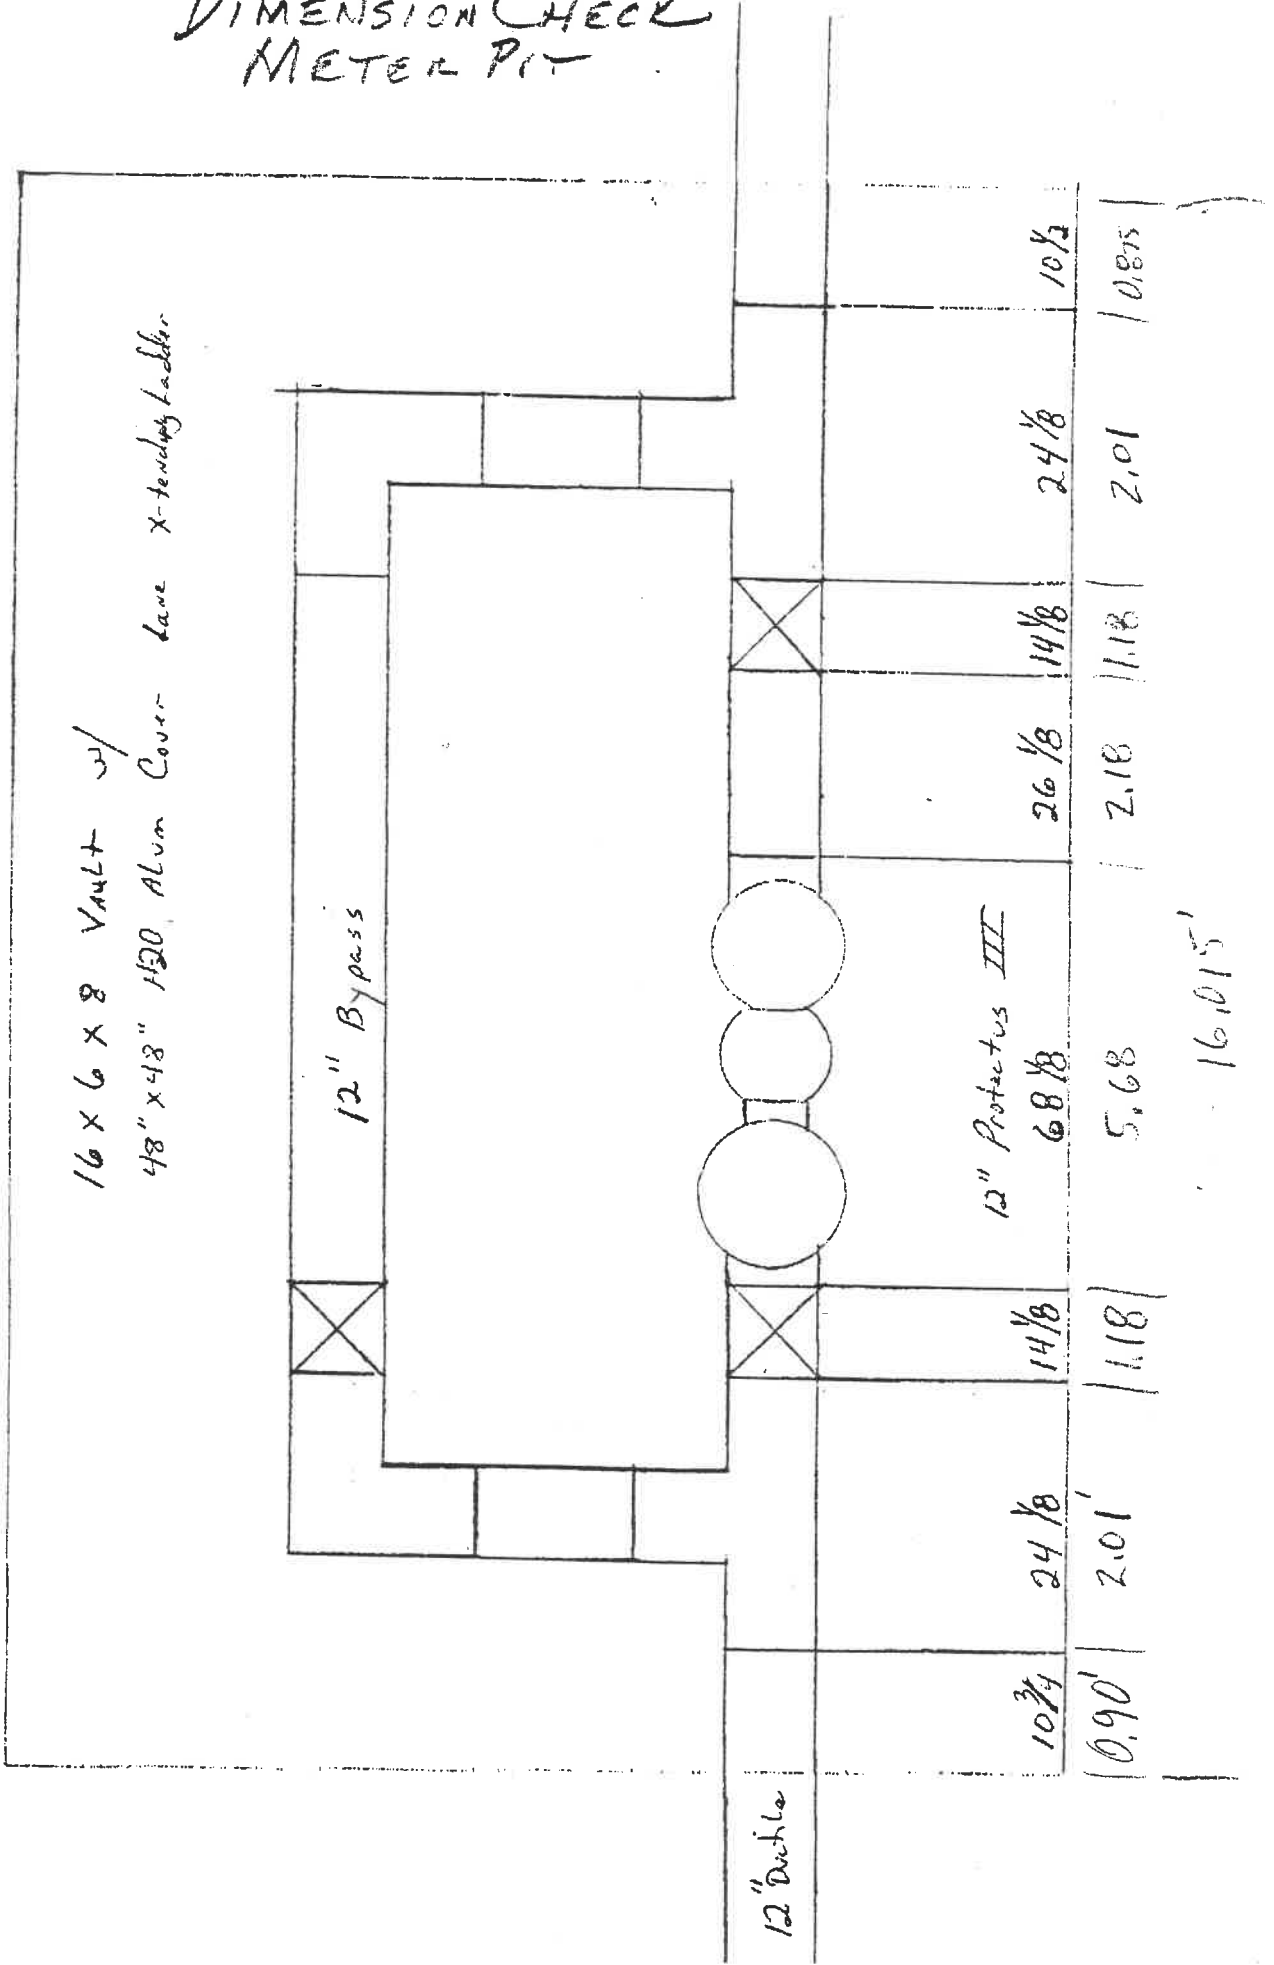 DIMENSION CHECK
METER PIT
16 x 6 x 8 VAULT w/
48" x 48" H20 ALUM Cover Lane x-tending Ladder
12" Bypass
12" Protectus III
12" Ductile
10 3/4 24 1/8 14 1/8 68 1/8 26 1/8 14 1/8 24 1/8 10 1/2
0.90' 2.01' 1.18 5.68 2.18 1.18 2.01 0.875
16.015'